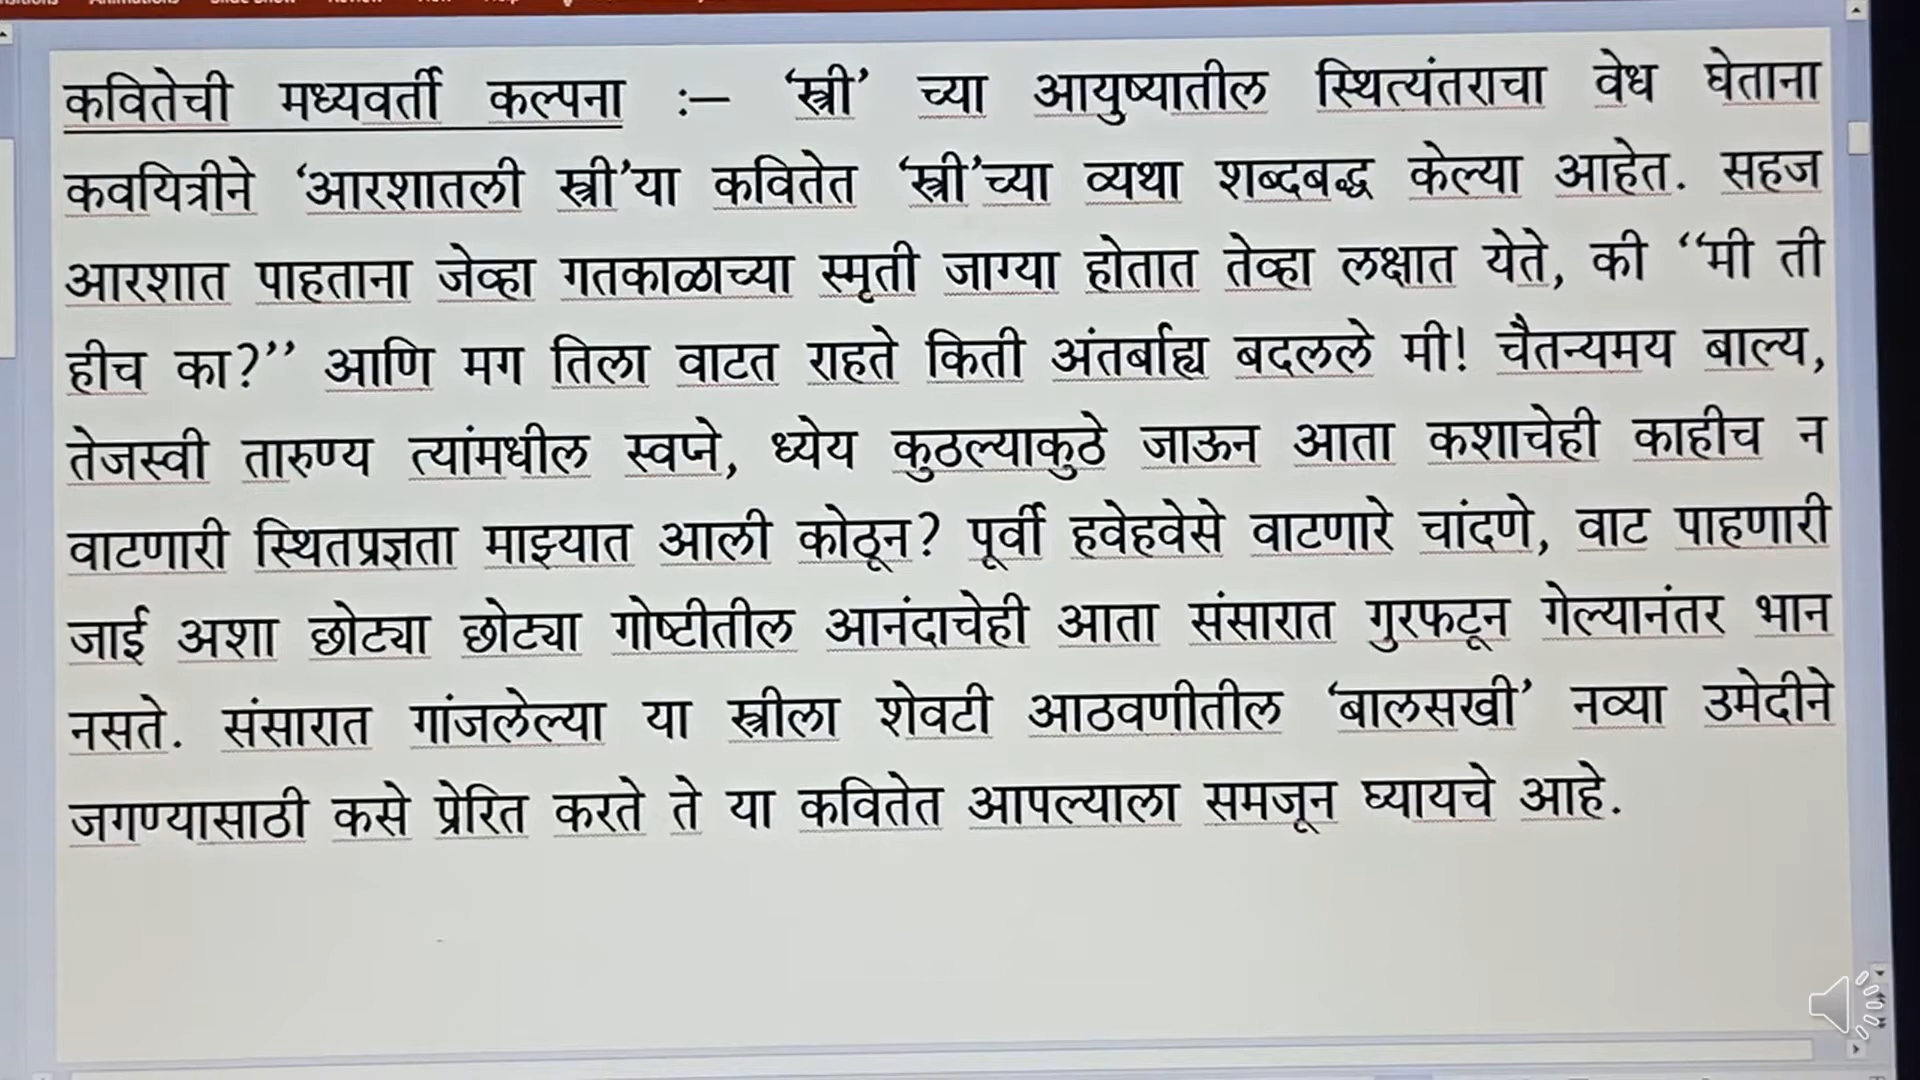 कवितेची मध्यवर्ती कल्पना :– ‘स्त्री’ च्या आयुष्यातील स्थित्यंतराचा वेध घेताना
कवयित्रीने ‘आरशातली स्त्री’या कवितेत ‘स्त्री’च्या व्यथा शब्दबद्ध केल्या आहेत. सहज
आरशात पाहताना जेव्हा गतकाळाच्या स्मृती जाग्या होतात तेव्हा लक्षात येते, की ‘‘मी ती
हीच का?’’ आणि मग तिला वाटत राहते किती अंतर्बाह्य बदलले मी! चैतन्यमय बाल्य,
तेजस्वी तारुण्य त्यांमधील स्वप्ने, ध्येय कुठल्याकुठे जाऊन आता कशाचेही काहीच न
वाटणारी स्थितप्रज्ञता माझ्यात आली कोठून? पूर्वी हवेहवेसे वाटणारे चांदणे, वाट पाहणारी
जाई अशा छोट्या छोट्या गोष्टीतील आनंदाचेही आता संसारात गुरफटून गेल्यानंतर भान
नसते. संसारात गांजलेल्या या स्त्रीला शेवटी आठवणीतील ‘बालसखी’ नव्या उमेदीने
जगण्यासाठी कसे प्रेरित करते ते या कवितेत आपल्याला समजून घ्यायचे आहे.